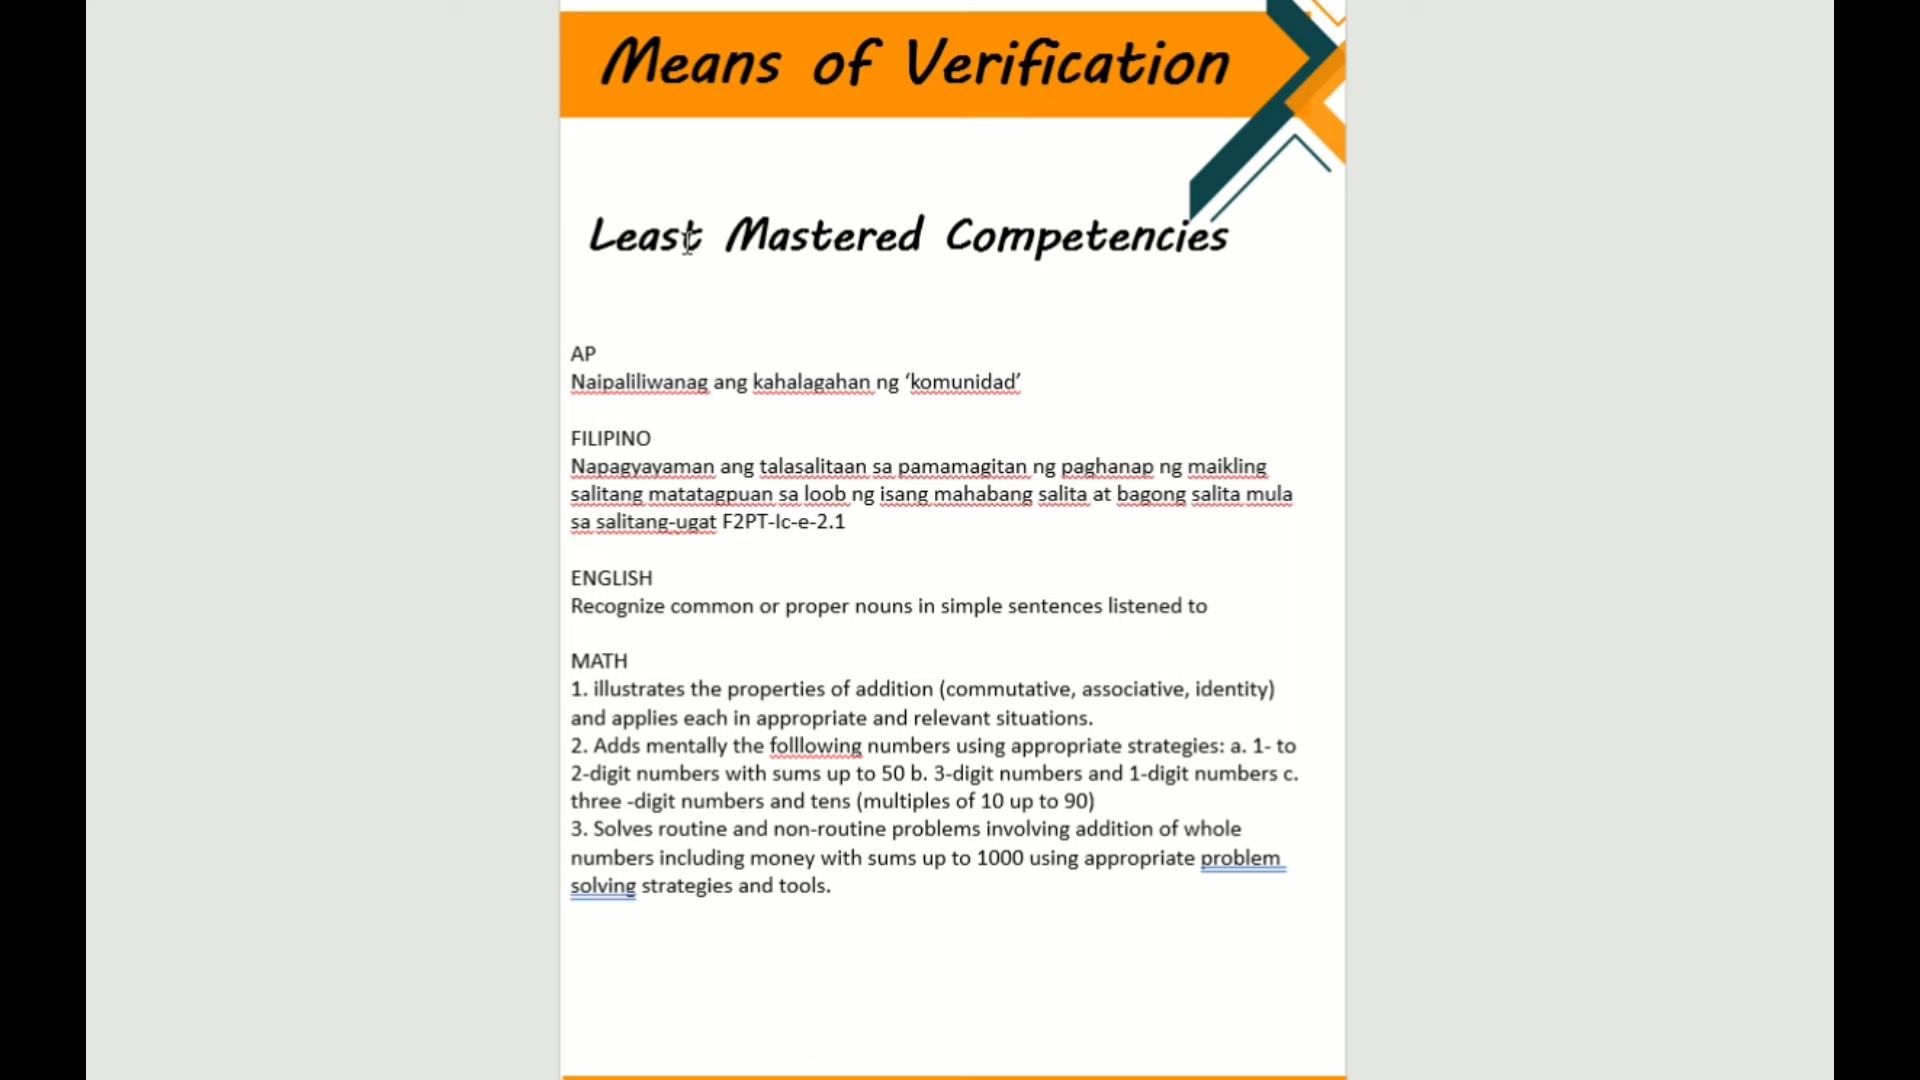 Means of Verification
Least Mastered Competencies
AP
Naipaliliwanag ang kahalagahan ng ‘komunidad’
FILIPINO
Napagyayaman ang talasalitaan sa pamamagitan ng paghanap ng maikling
salitang matatagpuan sa loob ng isang mahabang salita at bagong salita mula
sa salitang-ugat F2PT-Ic-e-2.1
ENGLISH
Recognize common or proper nouns in simple sentences listened to
MATH
1. illustrates the properties of addition (commutative, associative, identity)
and applies each in appropriate and relevant situations.
2. Adds mentally the folllowing numbers using appropriate strategies: a. 1- to
2-digit numbers with sums up to 50 b. 3-digit numbers and 1-digit numbers c.
three -digit numbers and tens (multiples of 10 up to 90)
3. Solves routine and non-routine problems involving addition of whole
numbers including money with sums up to 1000 using appropriate problem
solving strategies and tools.